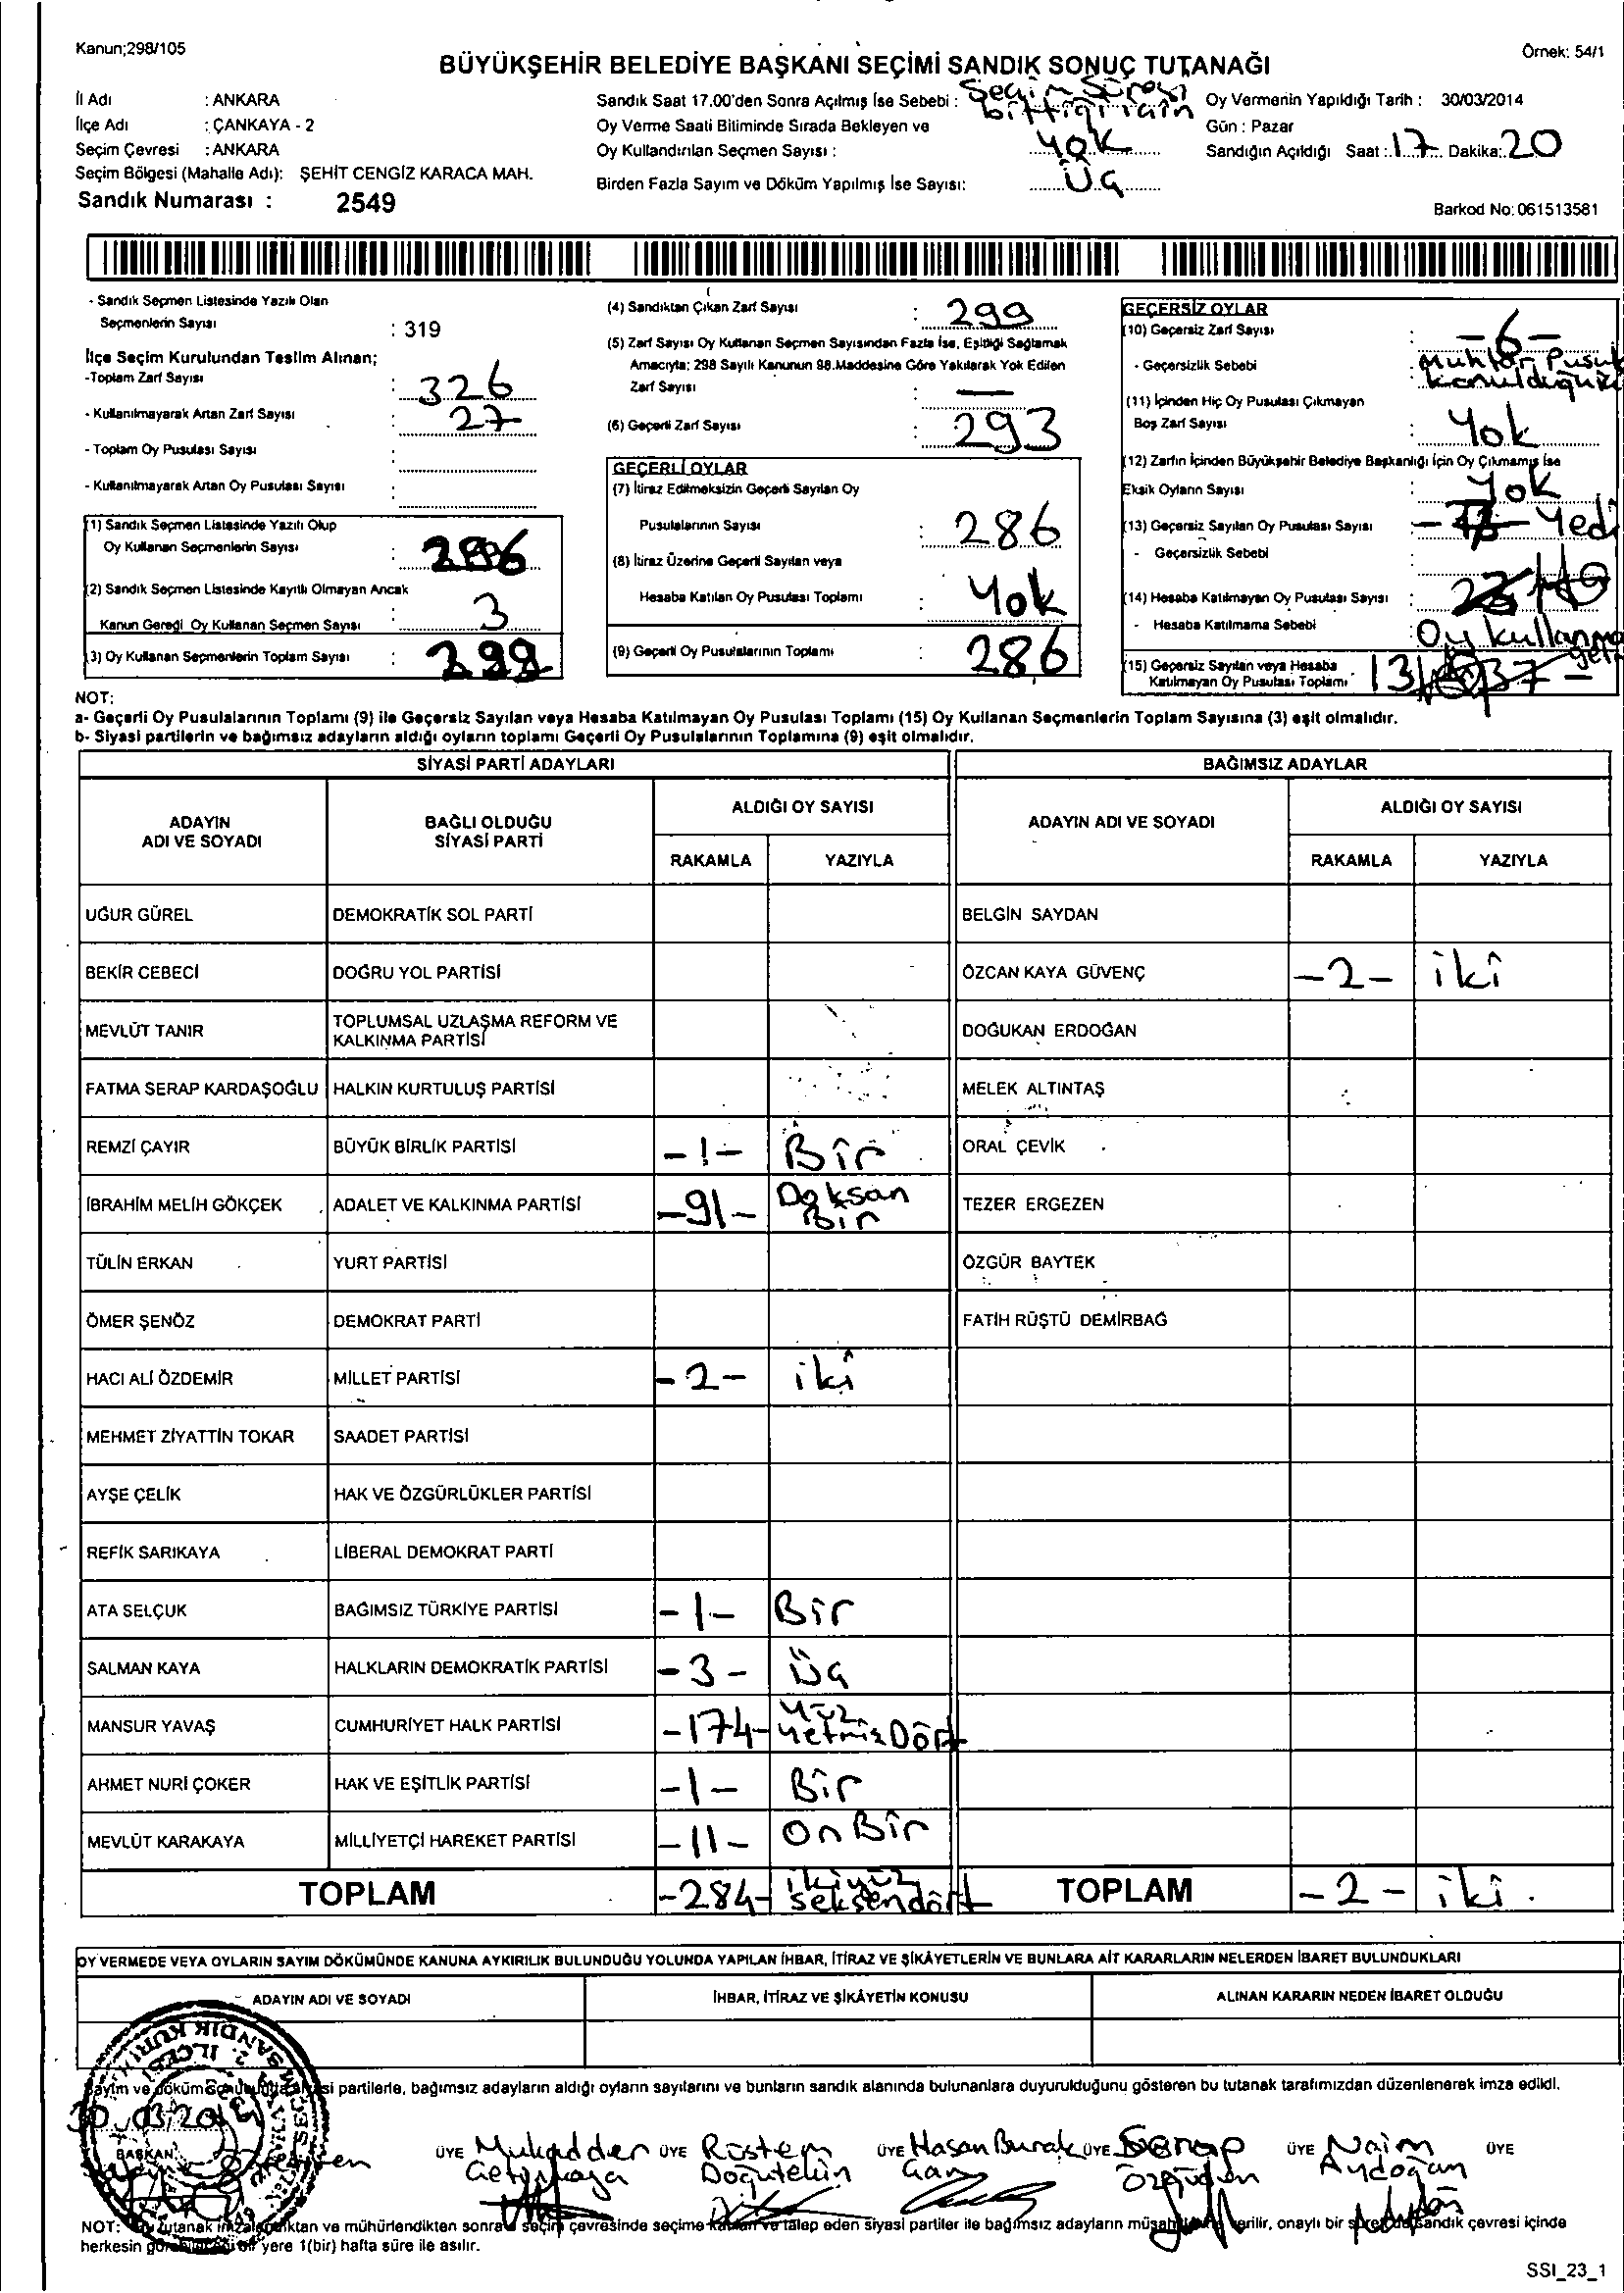 Kanun;298/105
Örnek: 54/1
BÜYÜKŞEHİR BELEDİYE BAŞKANI SEÇİMİ SANDIK SONUÇ TUTANAĞI
İl Adı : ANKARA
İlçe Adı : ÇANKAYA - 2
Seçim Çevresi : ANKARA
Seçim Bölgesi (Mahalle Adı): ŞEHİT CENGİZ KARACA MAH.
Sandık Numarası : 2549
Sandık Saat 17.00'den Sonra Açılmış İse Sebebi : Seçim Süresi bittiği için
Oy Verme Saati Bitiminde Sırada Bekleyen ve
Oy Kullandırılan Seçmen Sayısı : Yok
Birden Fazla Sayım ve Döküm Yapılmış İse Sayısı: Üç
Oy Vermenin Yapıldığı Tarih : 30/03/2014
Gün : Pazar
Sandığın Açıldığı Saat : 17 Dakika: 20
Barkod No: 061513581
- Sandık Seçmen Listesinde Yazılı Olan
Seçmenlerin Sayısı : 319
İlçe Seçim Kurulundan Teslim Alınan;
-Toplam Zarf Sayısı : 326
- Kullanılmayarak Artan Zarf Sayısı : 27
- Toplam Oy Pusulası Sayısı :
- Kullanılmayarak Artan Oy Pusulası Sayısı :
(1) Sandık Seçmen Listesinde Yazılı Olup
Oy Kullanan Seçmenlerin Sayısı :
(2) Sandık Seçmen Listesinde Kayıtlı Olmayan Ancak
Kanun Gereği Oy Kullanan Seçmen Sayısı : 3
(3) Oy Kullanan Seçmenlerin Toplam Sayısı : 299
(4) Sandıktan Çıkan Zarf Sayısı : 299
(5) Zarf Sayısı Oy Kullanan Seçmen Sayısından Fazla İse, Eşitliği Sağlamak
Amacıyla: 298 Sayılı Kanunun 98.Maddesine Göre Yakılarak Yok Edilen
Zarf Sayısı : —
(6) Geçerli Zarf Sayısı : 293
GEÇERLİ OYLAR
(7) İtiraz Edilmeksizin Geçerli Sayılan Oy
Pusulalarının Sayısı : 286
(8) İtiraz Üzerine Geçerli Sayılan veya
Hesaba Katılan Oy Pusulası Toplamı : Yok
(9) Geçerli Oy Pusulalarının Toplamı : 286
GEÇERSİZ OYLAR
(10) Geçersiz Zarf Sayısı : -6-
- Geçersizlik Sebebi : Muhtar Pusul
konulduğu
(11) İçinden Hiç Oy Pusulası Çıkmayan
Boş Zarf Sayısı : Yok
(12) Zarfın İçinden Büyükşehir Belediye Başkanlığı İçin Oy Çıkmamış İse
Eksik Oyların Sayısı : Yok
(13) Geçersiz Sayılan Oy Pusulası Sayısı : Yedi
- Geçersizlik Sebebi
(14) Hesaba Katılmayan Oy Pusulası Sayısı :
- Hesaba Katılmama Sebebi : Oy kullanma
(15) Geçersiz Sayılan veya Hesaba
Katılmayan Oy Pusulası Toplamı : 13
NOT:
a- Geçerli Oy Pusulalarının Toplamı (9) ile Geçersiz Sayılan veya Hesaba Katılmayan Oy Pusulası Toplamı (15) Oy Kullanan Seçmenlerin Toplam Sayısına (3) eşit olmalıdır.
b- Siyasi partilerin ve bağımsız adayların aldığı oyların toplamı Geçerli Oy Pusulalarının Toplamına (9) eşit olmalıdır.
SİYASİ PARTİ ADAYLARI
BAĞIMSIZ ADAYLAR
ADAYIN ADI VE SOYADI
BAĞLI OLDUĞU SİYASİ PARTİ
ALDIĞI OY SAYISI
RAKAMLA YAZIYLA
ADAYIN ADI VE SOYADI
ALDIĞI OY SAYISI
RAKAMLA YAZIYLA
UĞUR GÜREL DEMOKRATİK SOL PARTİ BELGİN SAYDAN
BEKİR CEBECİ DOĞRU YOL PARTİSİ ÖZCAN KAYA GÜVENÇ -2- iki
MEVLÜT TANIR TOPLUMSAL UZLAŞMA REFORM VE KALKINMA PARTİSİ DOĞUKAN ERDOĞAN
FATMA SERAP KARDAŞOĞLU HALKIN KURTULUŞ PARTİSİ MELEK ALTINTAŞ
REMZİ ÇAYIR BÜYÜK BİRLİK PARTİSİ -1- Bir ORAL ÇEVİK
İBRAHİM MELİH GÖKÇEK ADALET VE KALKINMA PARTİSİ -91- Doksan Bir TEZER ERGEZEN
TÜLİN ERKAN YURT PARTİSİ ÖZGÜR BAYTEK
ÖMER ŞENÖZ DEMOKRAT PARTİ FATİH RÜŞTÜ DEMİRBAĞ
HACI ALİ ÖZDEMİR MİLLET PARTİSİ -2- iki
MEHMET ZİYATTİN TOKAR SAADET PARTİSİ
AYŞE ÇELİK HAK VE ÖZGÜRLÜKLER PARTİSİ
REFİK SARIKAYA LİBERAL DEMOKRAT PARTİ
ATA SELÇUK BAĞIMSIZ TÜRKİYE PARTİSİ -1- Bir
SALMAN KAYA HALKLARIN DEMOKRATİK PARTİSİ -3- Üç
MANSUR YAVAŞ CUMHURİYET HALK PARTİSİ -174- Yüz YetmişDört
AHMET NURİ ÇOKER HAK VE EŞİTLİK PARTİSİ -1- Bir
MEVLÜT KARAKAYA MİLLİYETÇİ HAREKET PARTİSİ -11- On Bir
TOPLAM -284- ikiyüz seksendört TOPLAM -2- iki.
OY VERMEDE VEYA OYLARIN SAYIM DÖKÜMÜNDE KANUNA AYKIRILIK BULUNDUĞU YOLUNDA YAPILAN İHBAR, İTİRAZ VE ŞİKÂYETLERİN VE BUNLARA AİT KARARLARIN NELERDEN İBARET BULUNDUKLARI
ADAYIN ADI VE SOYADI İHBAR, İTİRAZ VE ŞİKÂYETİN KONUSU ALINAN KARARIN NEDEN İBARET OLDUĞU
Sayım ve döküm partilerle, bağımsız adayların aldığı oyların sayılarını ve bunların sandık alanında bulunanlara duyurulduğunu gösteren bu tutanak tarafımızdan düzenlenerek imza edildi.
30.03.2014
BAŞKAN
ÜYE Mukadder Çetinkaya ÜYE Rüstem Doğutekin ÜYE Hasan Burak ÜYE Serap ÜYE Naim Aydoğan ÜYE
NOT: Bu tutanak imzalandıktan ve mühürlendikten sonra seçim çevresinde seçime katılan ve talep eden siyasi partiler ile bağımsız adayların verilir, onaylı bir sandık çevresi içinde
herkesin görebileceği bir yere 1(bir) hafta süre ile asılır.
SSI_23_1